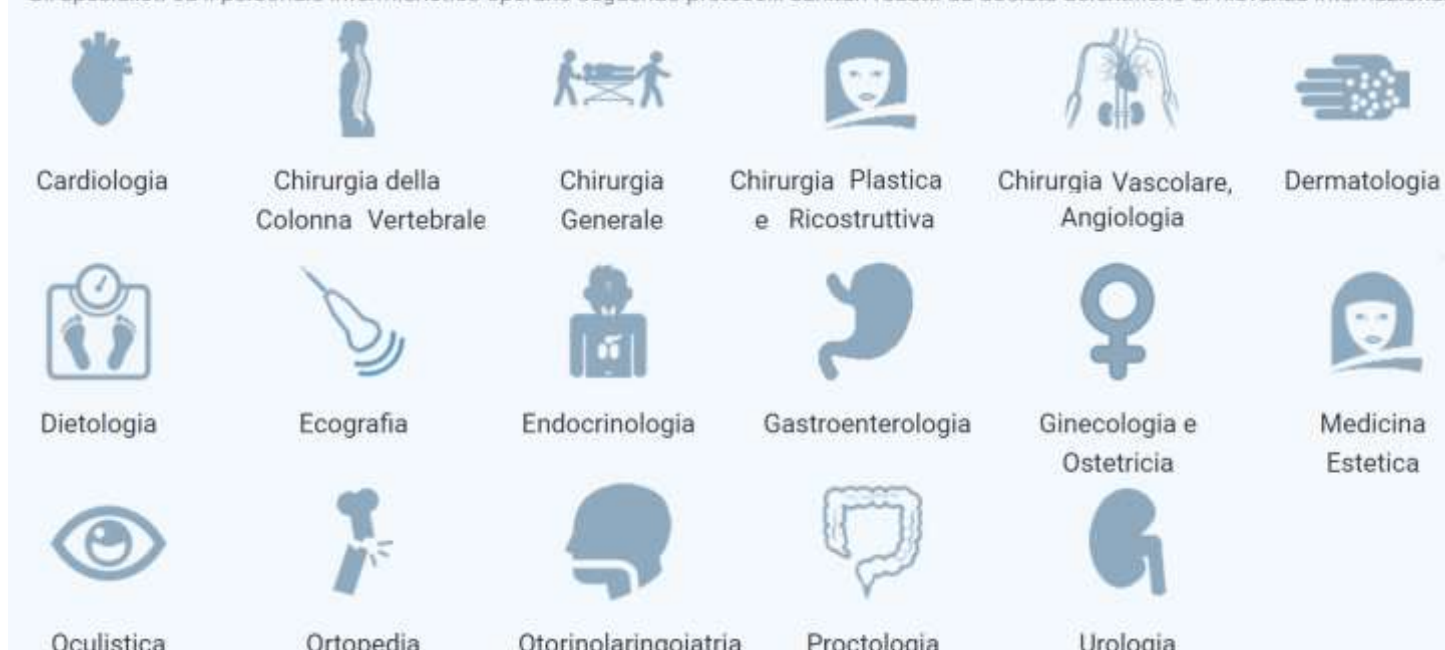 Cardiologia
Chirurgia della
Colonna Vertebrale
Chirurgia
Generale
Chirurgia Plastica
e Ricostruttiva
Chirurgia Vascolare,
Angiologia
Dermatologia
Dietologia
Ecografia
Endocrinologia
Gastroenterologia
Ginecologia e
Ostetricia
Medicina
Estetica
Oculistica
Ortopedia
Otorinolaringoiatria
Proctologia
Urologia